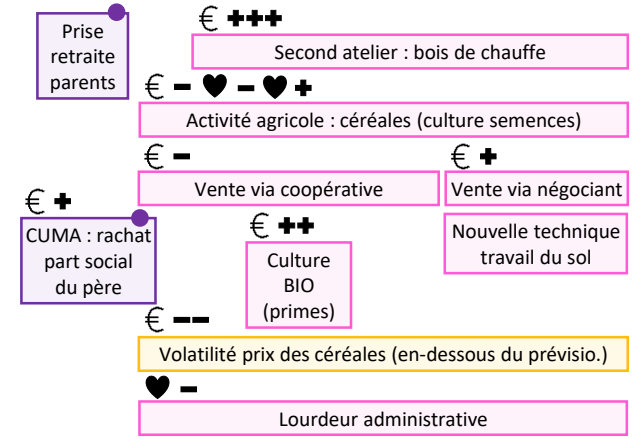 Prise
retraite
parents
€ +++
Second atelier : bois de chauffe
€ – ♥ – ♥ +
Activité agricole : céréales (culture semences)
€ –
Vente via coopérative
€ +
Vente via négociant
€ +
CUMA : rachat
part social
du père
€ ++
Culture
BIO
(primes)
Nouvelle technique
travail du sol
€ ––
Volatilité prix des céréales (en-dessous du prévisio.)
♥ –
Lourdeur administrative